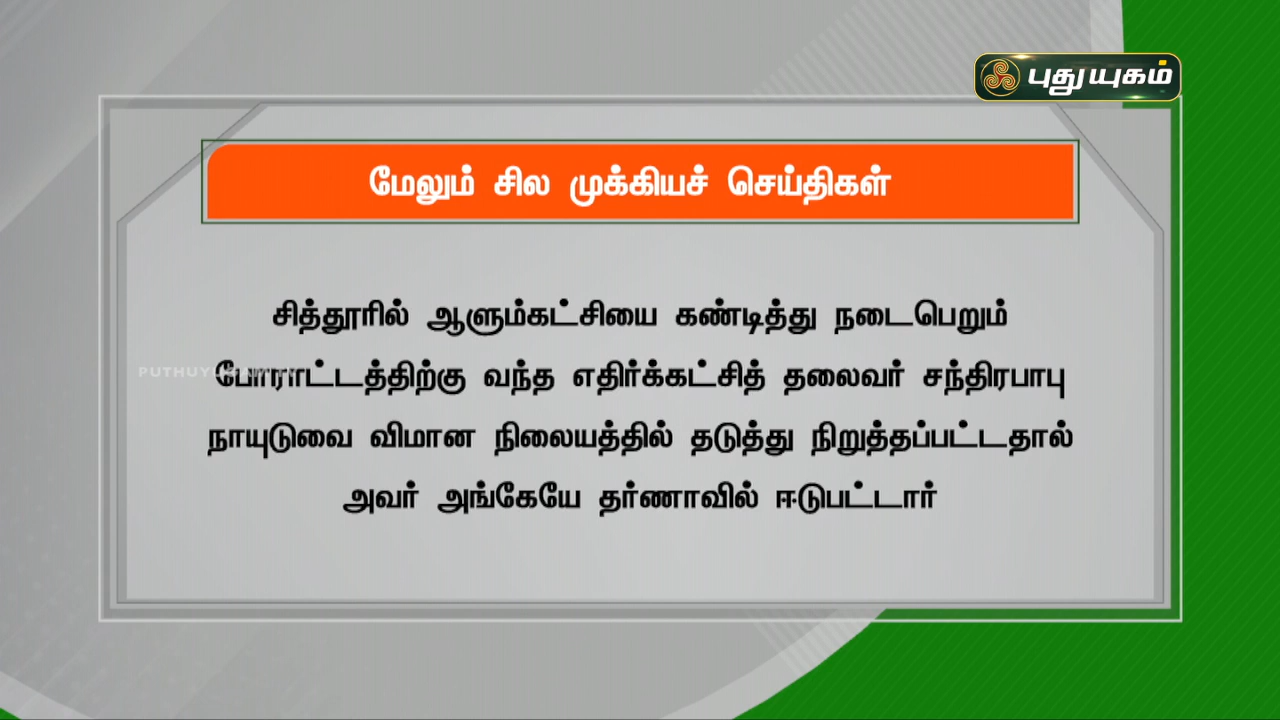 புதுயுகம்
மேலும் சில முக்கியச் செய்திகள்
சித்தூரில் ஆளும்கட்சியை கண்டித்து நடைபெறும்
போராட்டத்திற்கு வந்த எதிர்க்கட்சித் தலைவர் சந்திரபாபு
நாயுடுவை விமான நிலையத்தில் தடுத்து நிறுத்தப்பட்டதால்
அவர் அங்கேயே தர்ணாவில் ஈடுபட்டார்